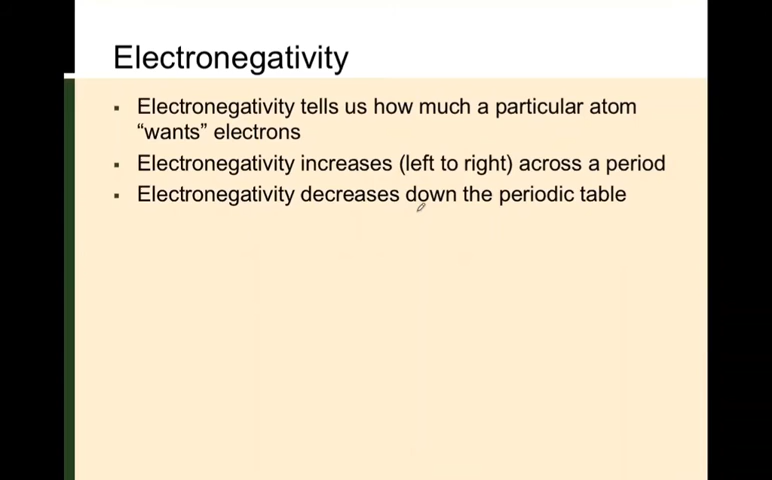 Electronegativity
▪ Electronegativity tells us how much a particular atom
“wants” electrons
▪ Electronegativity increases (left to right) across a period
▪ Electronegativity decreases down the periodic table